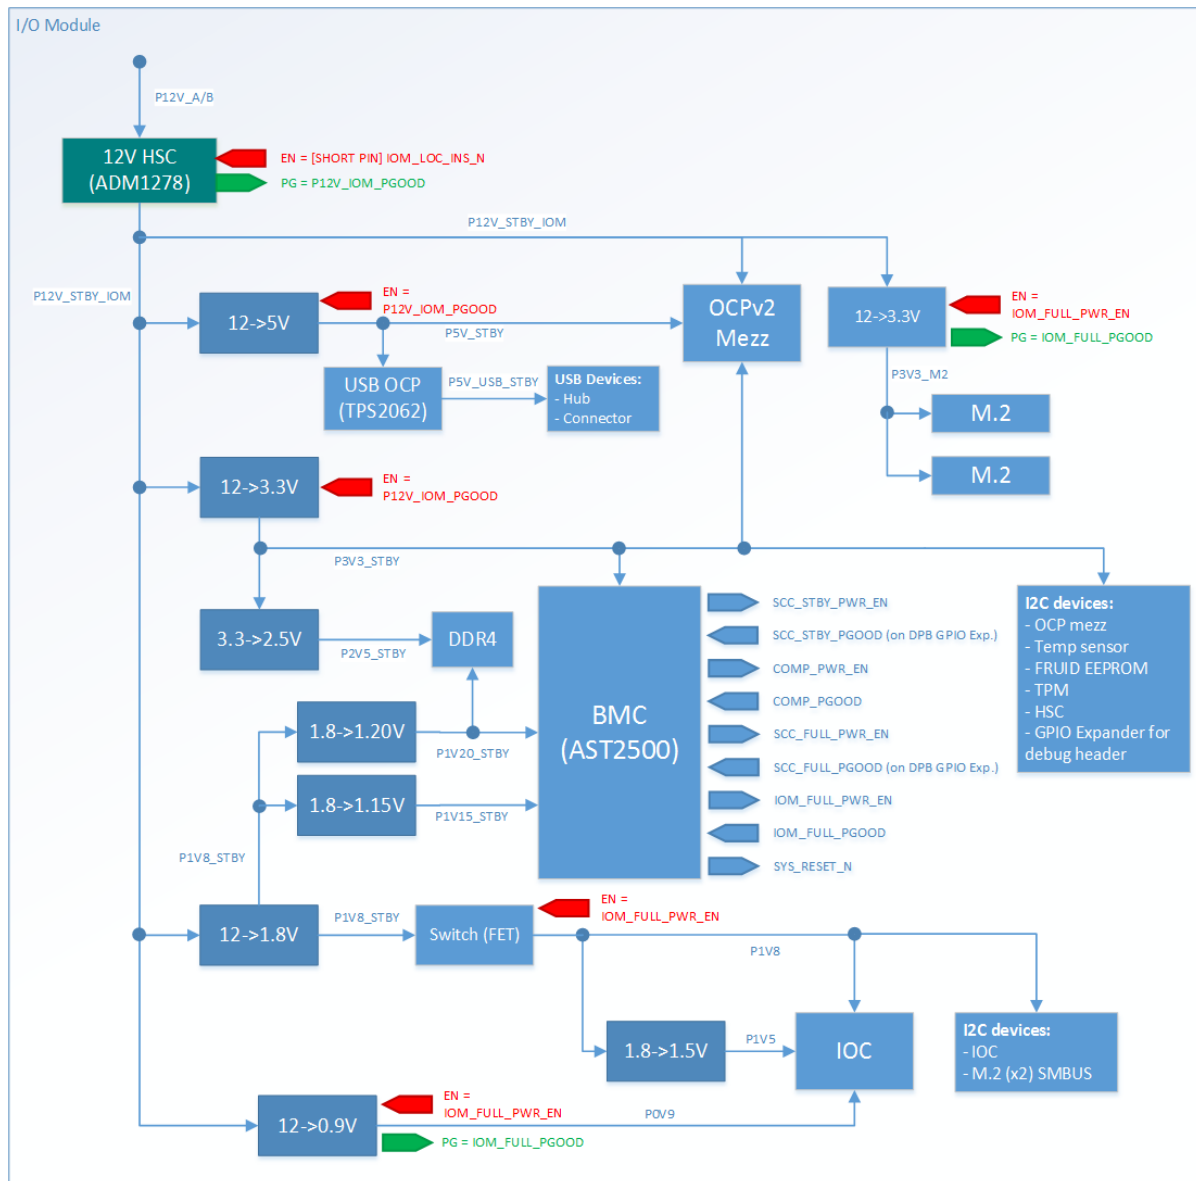 I/O Module
P12V_A/B
12V HSC
(ADM1278)
EN = [SHORT PIN] IOM_LOC_INS_N
PG = P12V_IOM_PGOOD
P12V_STBY_IOM
P12V_STBY_IOM
12->5V
EN =
P12V_IOM_PGOOD
P5V_STBY
OCPv2
Mezz
12->3.3V
EN =
IOM_FULL_PWR_EN
PG = IOM_FULL_PGOOD
USB OCP
(TPS2062)
P5V_USB_STBY
USB Devices:
- Hub
- Connector
P3V3_M2
M.2
M.2
12->3.3V
EN =
P12V_IOM_PGOOD
P3V3_STBY
3.3->2.5V
P2V5_STBY
DDR4
1.8->1.20V
P1V20_STBY
1.8->1.15V
P1V15_STBY
P1V8_STBY
BMC
(AST2500)
SCC_STBY_PWR_EN
SCC_STBY_PGOOD (on DPB GPIO Exp.)
COMP_PWR_EN
COMP_PGOOD
SCC_FULL_PWR_EN
SCC_FULL_PGOOD (on DPB GPIO Exp.)
IOM_FULL_PWR_EN
IOM_FULL_PGOOD
SYS_RESET_N
I2C devices:
- OCP mezz
- Temp sensor
- FRUID EEPROM
- TPM
- HSC
- GPIO Expander for
debug header
12->1.8V
P1V8_STBY
Switch (FET)
EN =
IOM_FULL_PWR_EN
P1V8
1.8->1.5V
P1V5
IOC
I2C devices:
- IOC
- M.2 (x2) SMBUS
12->0.9V
EN =
IOM_FULL_PWR_EN
PG = IOM_FULL_PGOOD
P0V9